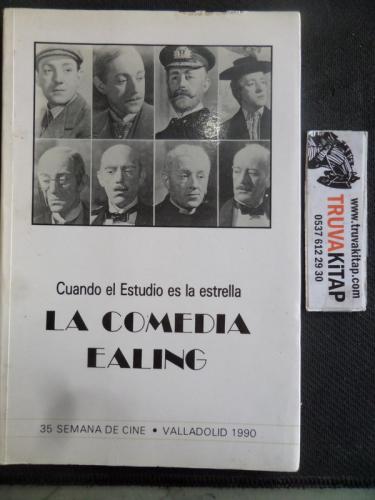 Cuando el Estudio es la estrella
LA COMEDIA
EALING
35 SEMANA DE CINE • VALLADOLID 1990
TRUVAKiTAP
www.truvakitap.com
0537 612 29 30